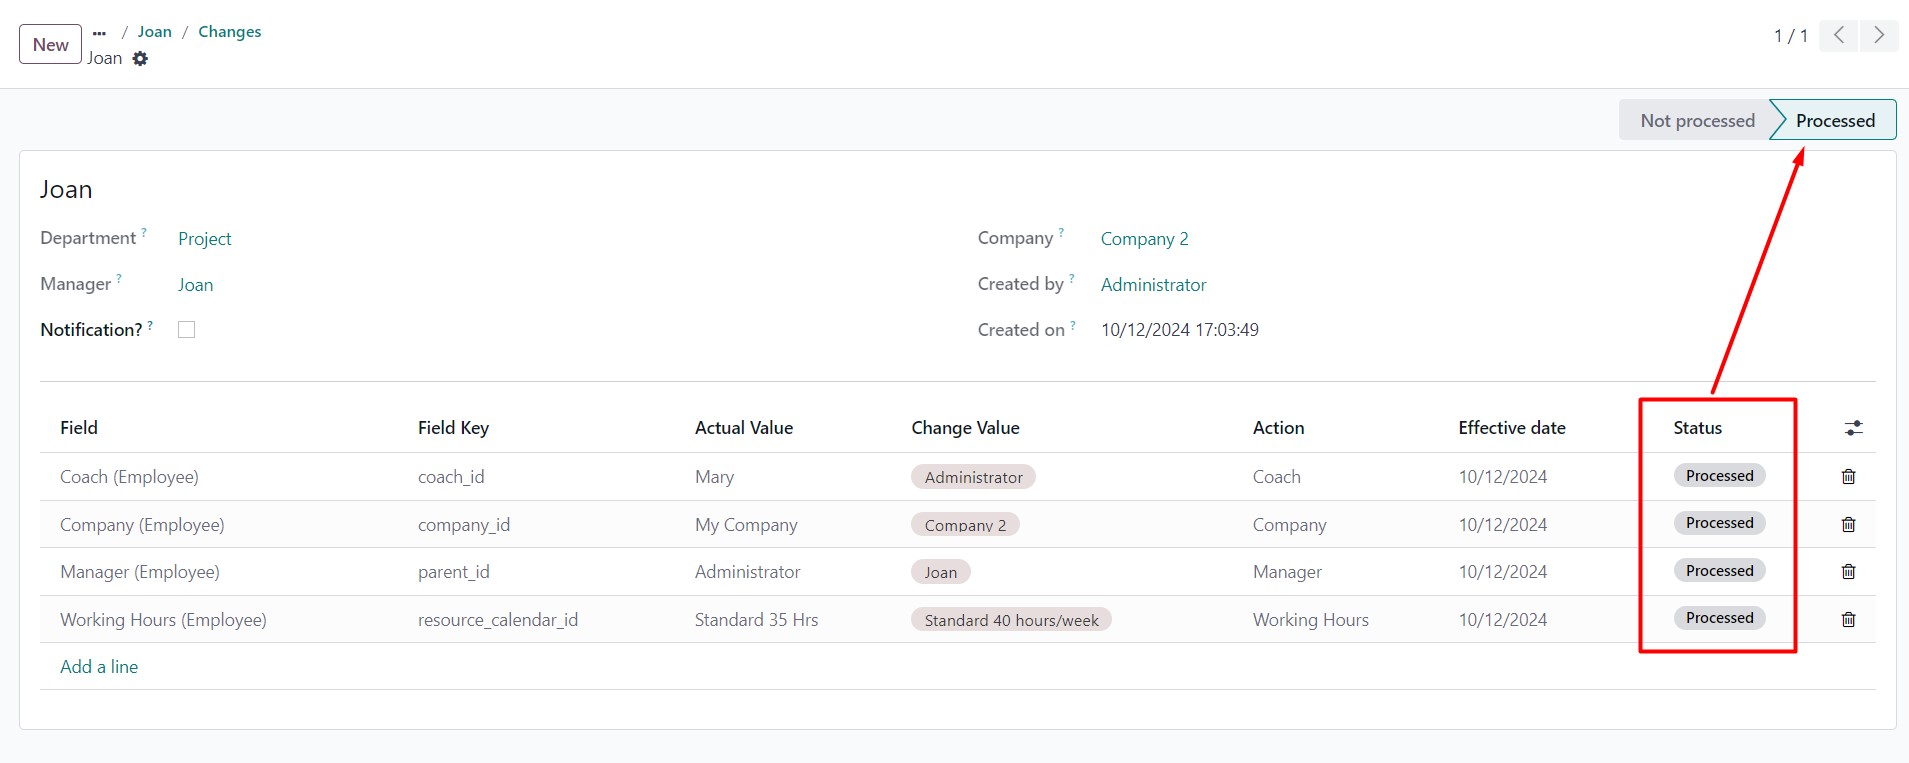 New
... / Joan / Changes
Joan
1 / 1
Not processed
Processed
Joan
Department ? Project
Company ? Company 2
Manager ? Joan
Created by ? Administrator
Notification? ?
Created on ? 10/12/2024 17:03:49
Field Field Key Actual Value Change Value Action Effective date Status
Coach (Employee) coach_id Mary Administrator Coach 10/12/2024 Processed
Company (Employee) company_id My Company Company 2 Company 10/12/2024 Processed
Manager (Employee) parent_id Administrator Joan Manager 10/12/2024 Processed
Working Hours (Employee) resource_calendar_id Standard 35 Hrs Standard 40 hours/week Working Hours 10/12/2024 Processed
Add a line